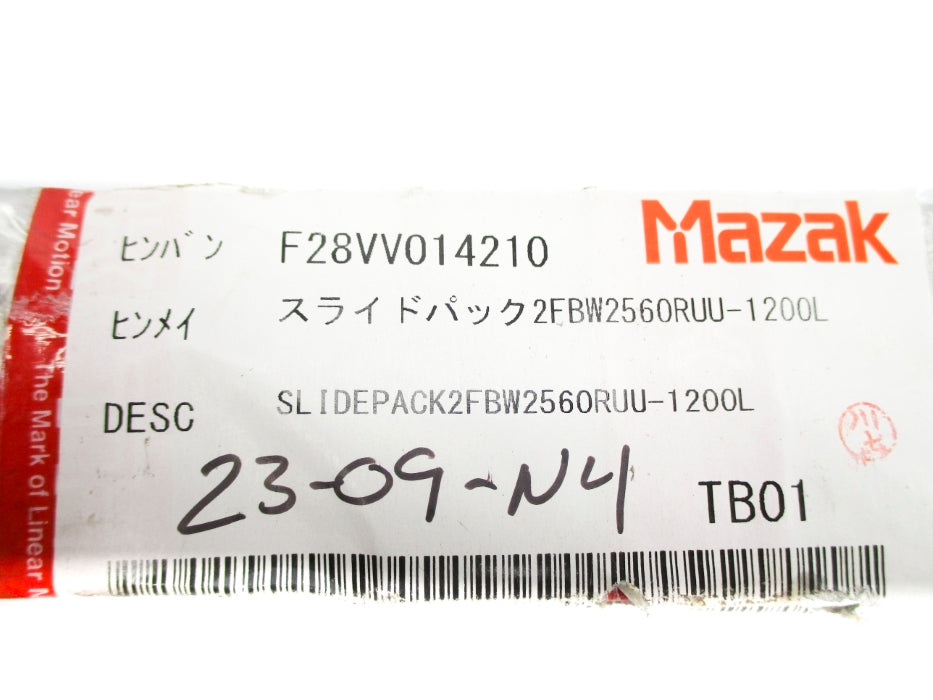 Mazak
ヒンバン F28VV014210
ヒンメイ スライドパック2FBW2560RUU-1200L
DESC SLIDEPACK2FBW2560RUU-1200L
23-09-N4 TB01
ear Motion
The Mark of Linear M